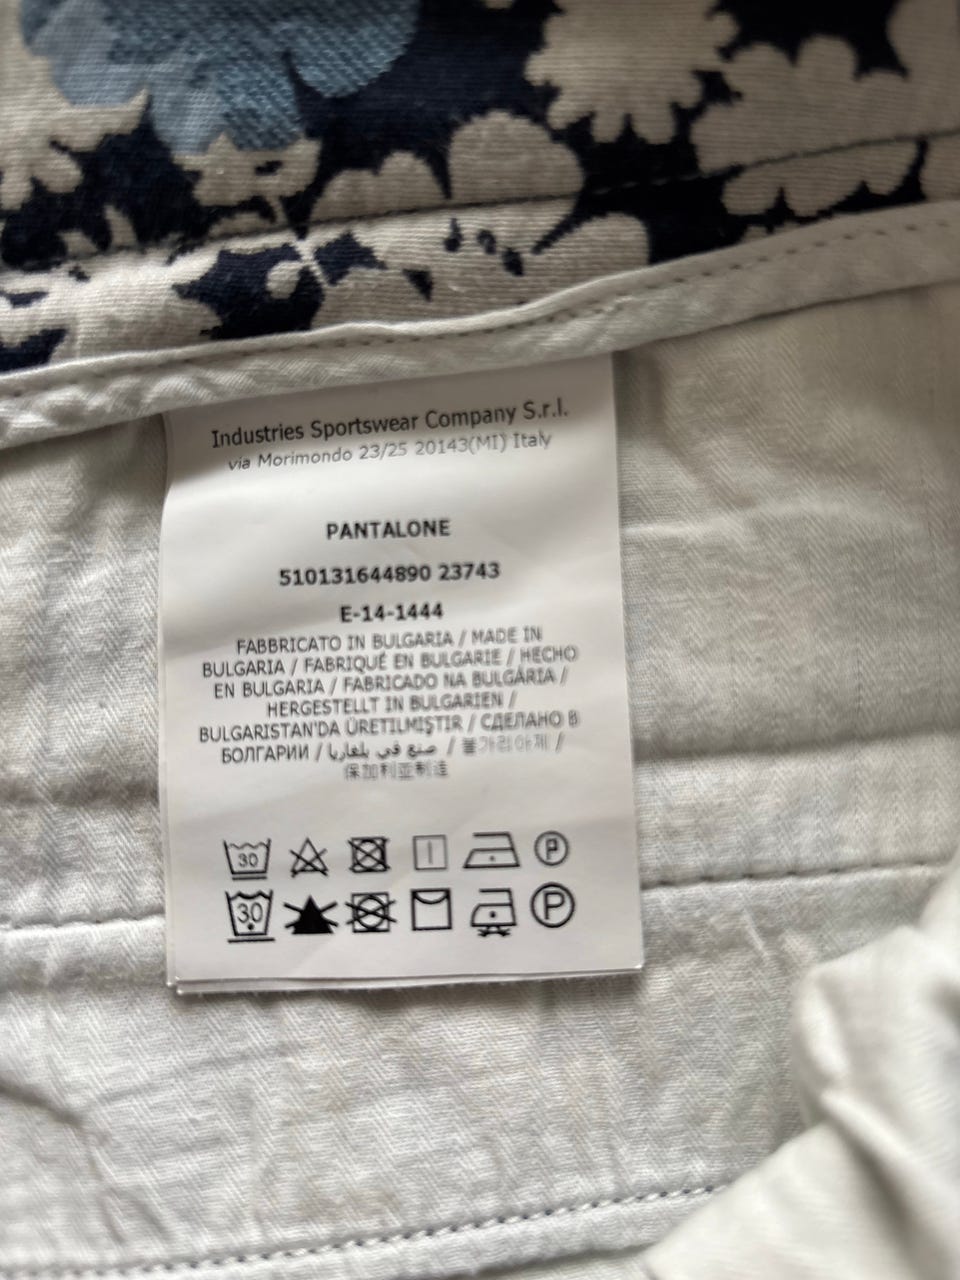 Industries Sportswear Company S.r.l.
via Morimondo 23/25 20143(MI) Italy
PANTALONE
510131644890 23743
E-14-1444
FABBRICATO IN BULGARIA / MADE IN
BULGARIA / FABRIQUÉ EN BULGARIE / HECHO
EN BULGARIA / FABRICADO NA BULGÁRIA /
HERGESTELLT IN BULGARIEN /
BULGARISTAN'DA ÜRETILMIŞTIR / СДЕЛАНО В
БОЛГАРИИ / صنع في بلغاريا / 불가리아제 /
保加利亚制造
30 P
30 P